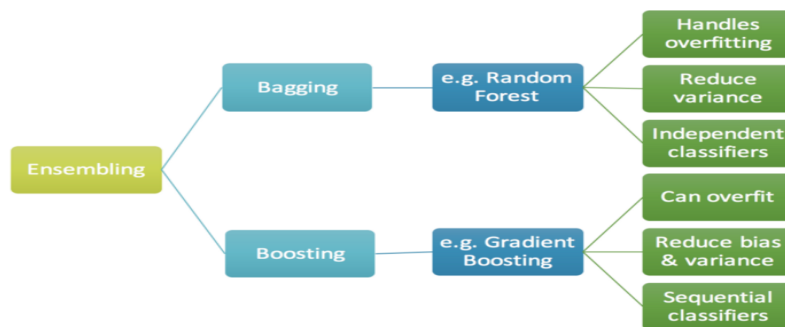 Ensembling
Bagging
e.g. Random
Forest
Handles
overfitting
Reduce
variance
Independent
classifiers
Boosting
e.g. Gradient
Boosting
Can overfit
Reduce bias
& variance
Sequential
classifiers